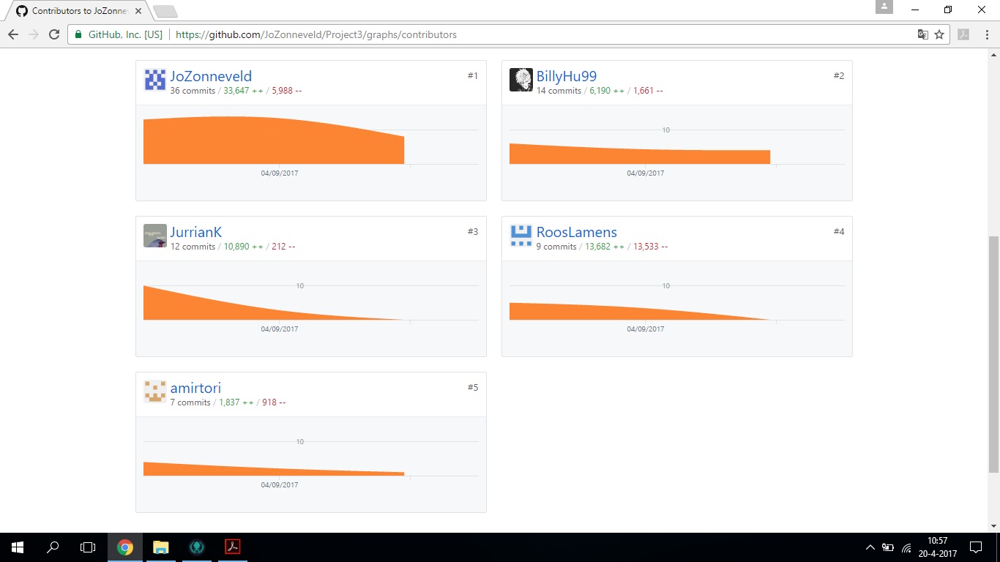 Contributors to JoZonne
GitHub, Inc. [US] https://github.com/JoZonneveld/Project3/graphs/contributors
JoZonneveld #1
36 commits / 33,647 ++ / 5,988 --
04/09/2017
BillyHu99 #2
14 commits / 6,190 ++ / 1,661 --
10
04/09/2017
JurrianK #3
12 commits / 10,890 ++ / 212 --
10
04/09/2017
RoosLamens #4
9 commits / 13,682 ++ / 13,533 --
10
04/09/2017
amirtori #5
7 commits / 1,837 ++ / 918 --
10
04/09/2017
10:57
20-4-2017